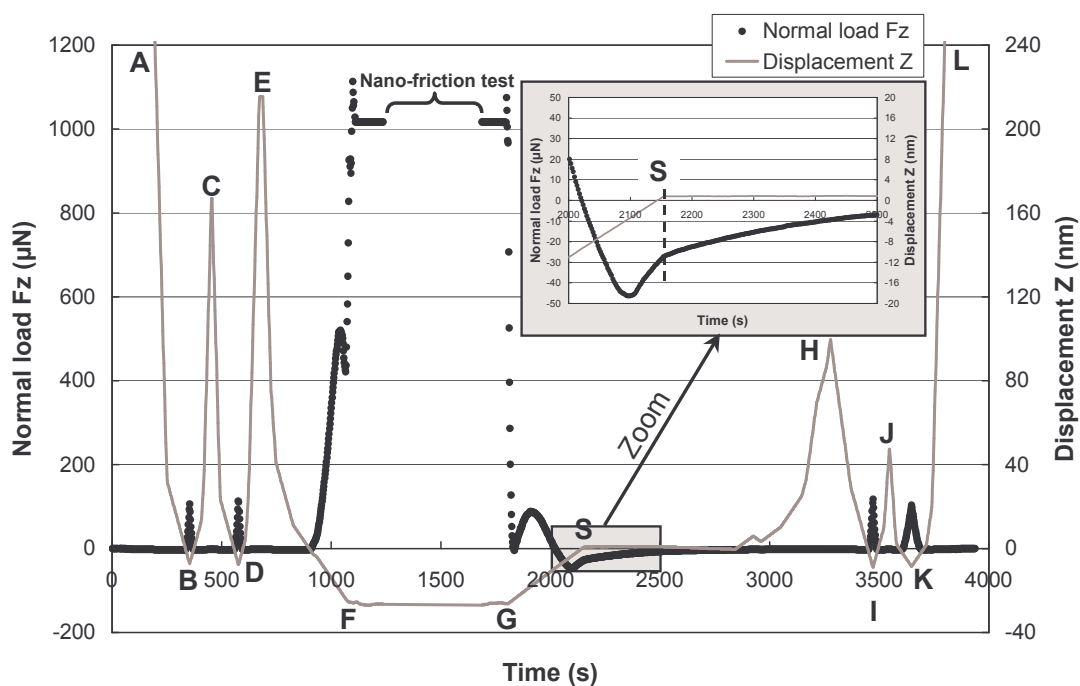 Normal load Fz
Displacement Z
1200
1000
800
600
400
200
0
-200
Normal load Fz (µN)
240
200
160
120
80
40
0
-40
Displacement Z (nm)
0 500 1000 1500 2000 2500 3000 3500 4000
Time (s)
A
B
C
D
E
F
G
S
H
I
J
K
L
Nano-friction test
Zoom
50
40
30
20
10
0
-10
-20
-30
-40
-50
Normal load Fz (µN)
20
16
12
8
4
0
-4
-8
-12
-16
-20
Displacement Z (nm)
2000 2100 2200 2300 2400
S
Time (s)